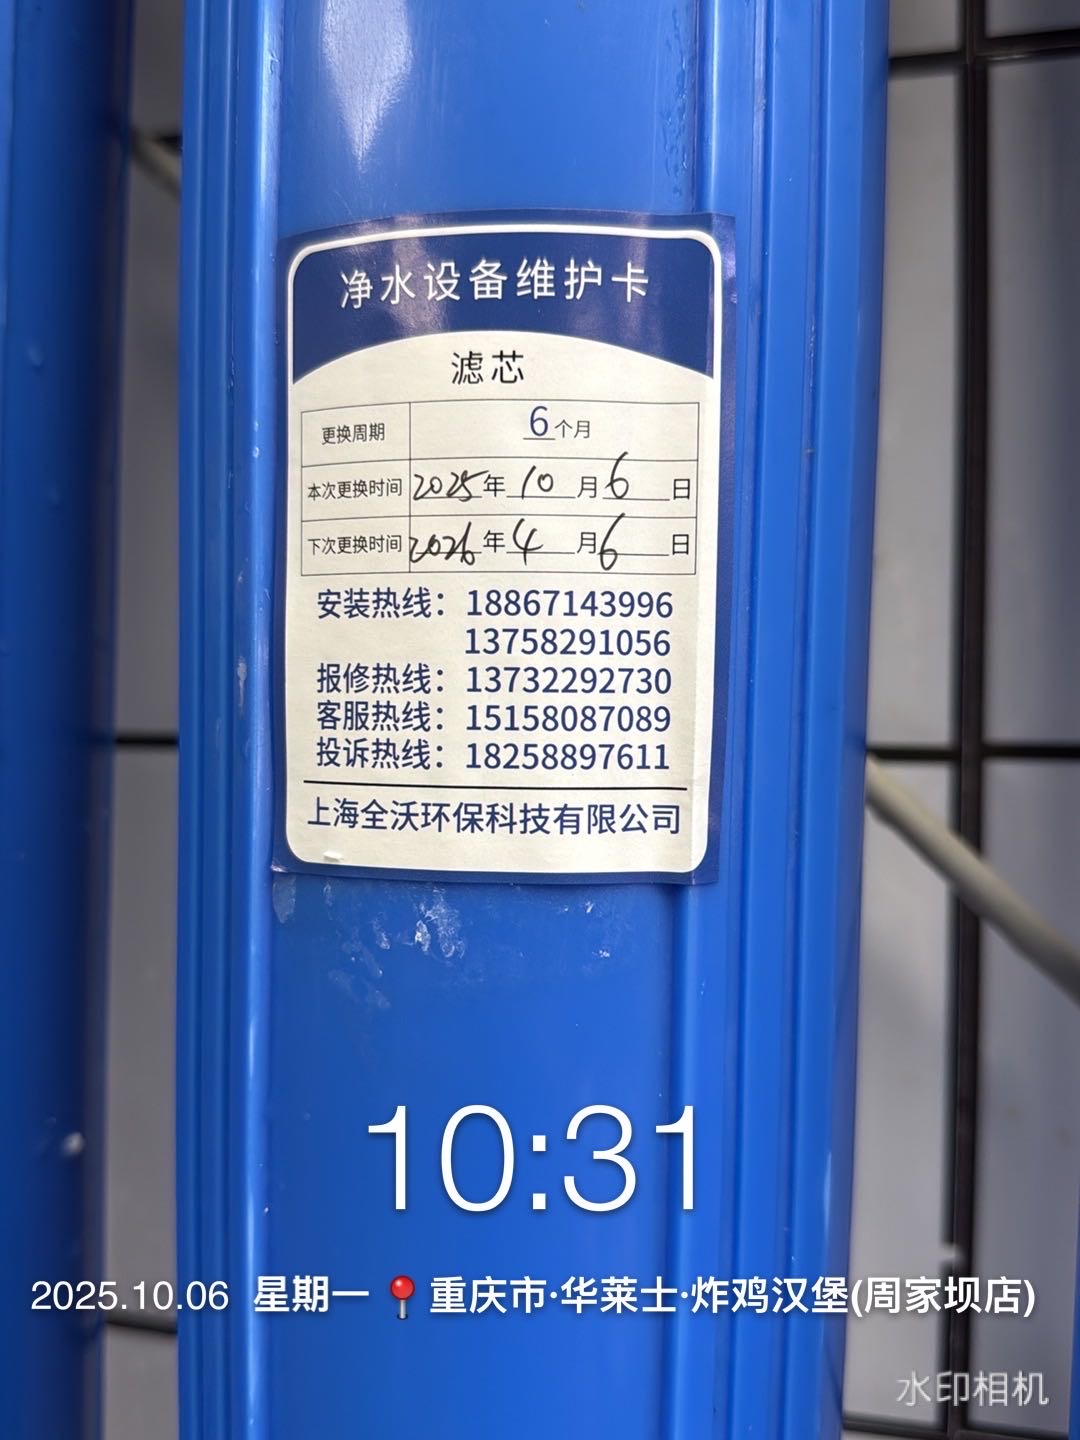 净水设备维护卡
滤芯
更换周期 6个月
本次更换时间 2025年10月6日
下次更换时间 2026年4月6日
安装热线：18867143996
13758291056
报修热线：13732292730
客服热线：15158087089
投诉热线：18258897611
上海全沃环保科技有限公司
10:31
2025.10.06 星期一 📍重庆市·华莱士·炸鸡汉堡(周家坝店)
水印相机